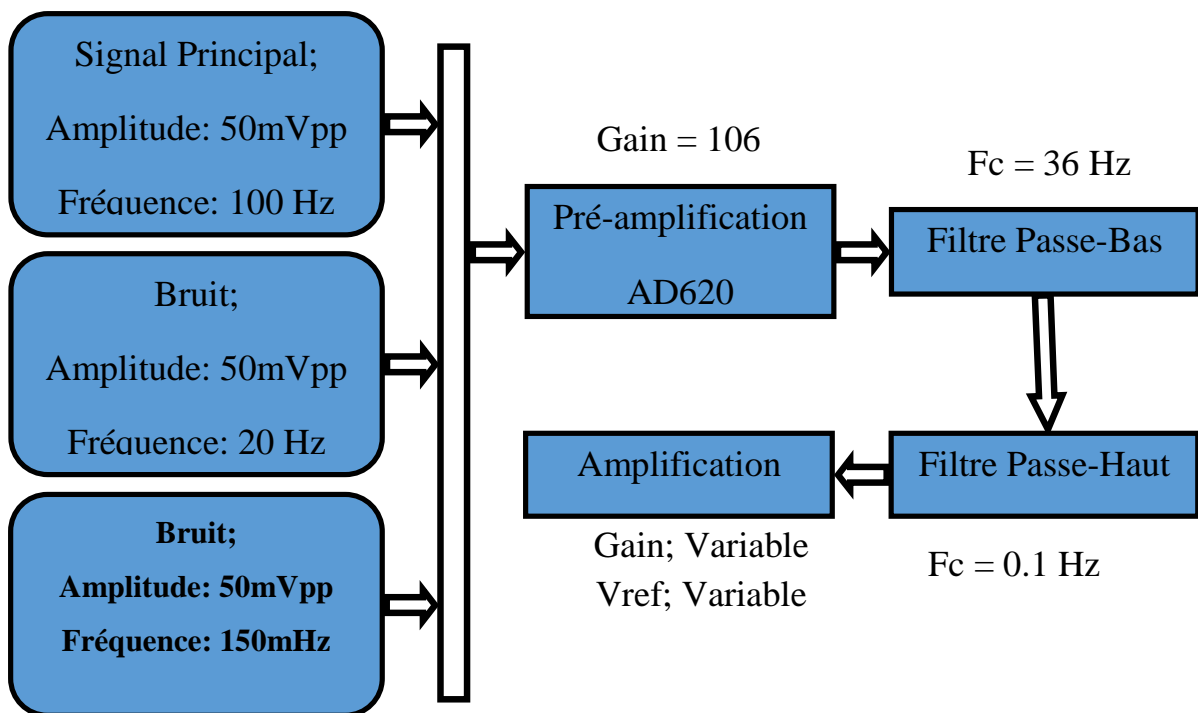 Signal Principal;
Amplitude: 50mVpp
Fréquence: 100 Hz
Bruit;
Amplitude: 50mVpp
Fréquence: 20 Hz
Bruit;
Amplitude: 50mVpp
Fréquence: 150mHz
Gain = 106
Pré-amplification
AD620
Fc = 36 Hz
Filtre Passe-Bas
Filtre Passe-Haut
Fc = 0.1 Hz
Amplification
Gain; Variable
Vref; Variable